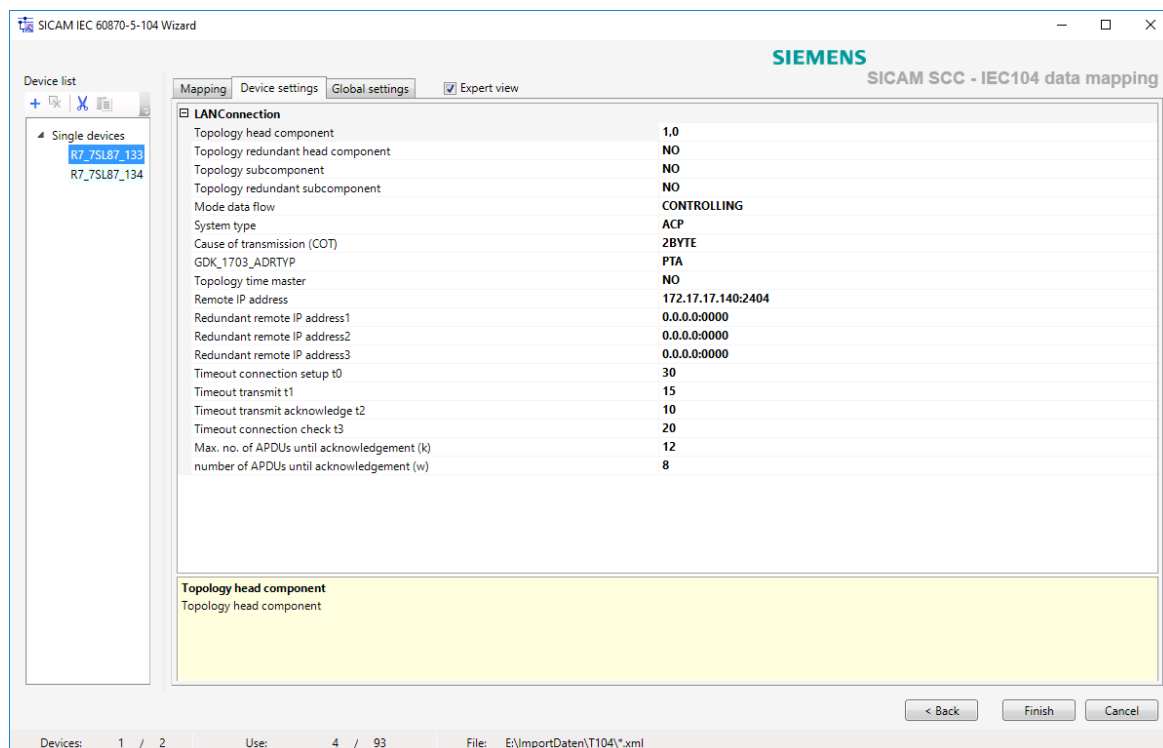 SICAM IEC 60870-5-104 Wizard
SIEMENS
SICAM SCC - IEC104 data mapping
Device list
Mapping Device settings Global settings Expert view
Single devices
R7_7SL87_133
R7_7SL87_134
LANConnection
Topology head component 1,0
Topology redundant head component NO
Topology subcomponent NO
Topology redundant subcomponent NO
Mode data flow CONTROLLING
System type ACP
Cause of transmission (COT) 2BYTE
GDK_1703_ADRTYP PTA
Topology time master NO
Remote IP address 172.17.17.140:2404
Redundant remote IP address1 0.0.0.0:0000
Redundant remote IP address2 0.0.0.0:0000
Redundant remote IP address3 0.0.0.0:0000
Timeout connection setup t0 30
Timeout transmit t1 15
Timeout transmit acknowledge t2 10
Timeout connection check t3 20
Max. no. of APDUs until acknowledgement (k) 12
number of APDUs until acknowledgement (w) 8
Topology head component
Topology head component
< Back Finish Cancel
Devices: 1 / 2 Use: 4 / 93 File: E:\ImportDaten\T104\*.xml